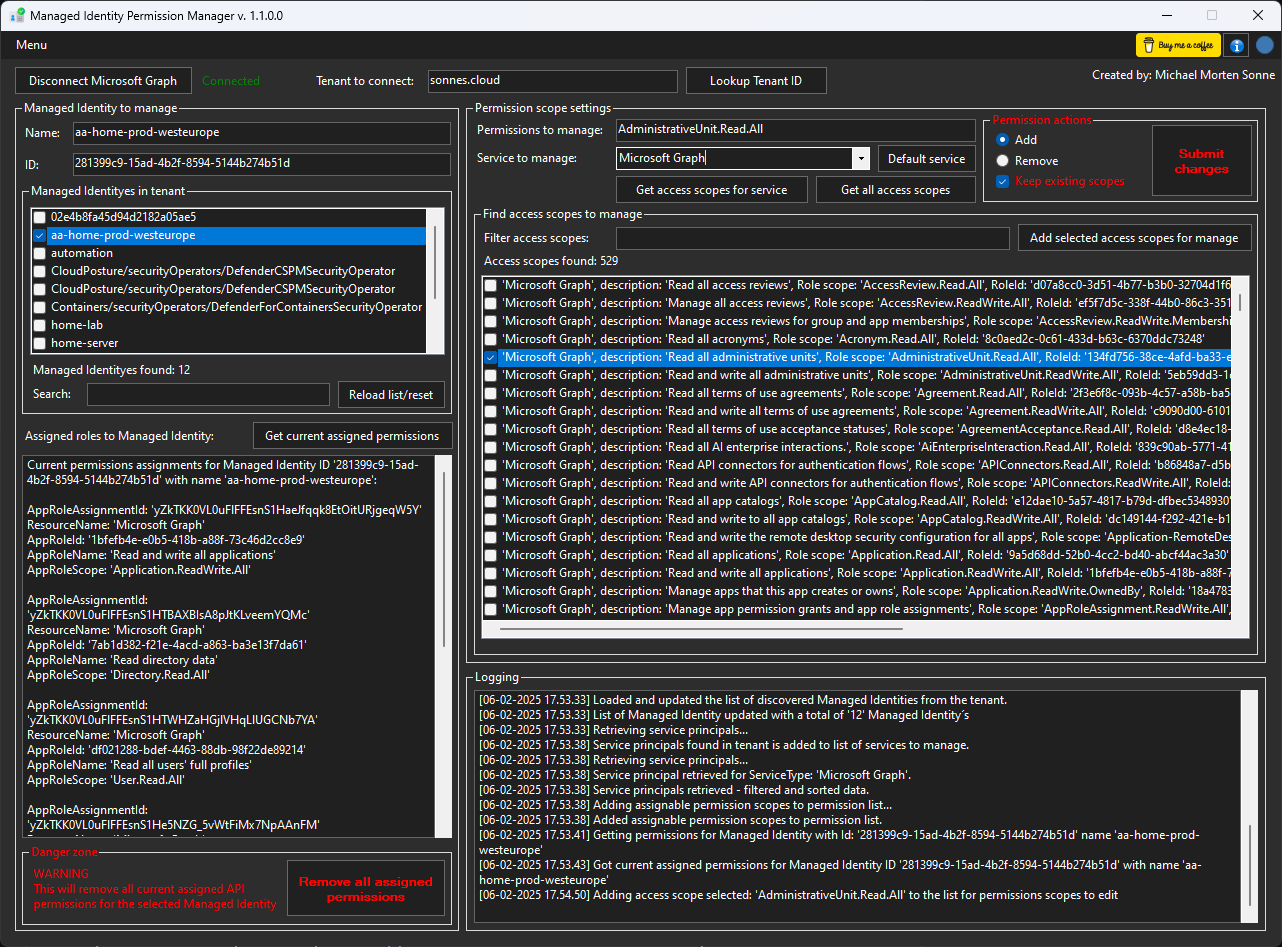 Managed Identity Permission Manager v. 1.1.0.0
Menu
Buy me a coffee
Disconnect Microsoft Graph
Connected
Tenant to connect:
sonnes.cloud
Lookup Tenant ID
Created by: Michael Morten Sonne
Managed Identity to manage
Name:
aa-home-prod-westeurope
ID:
281399c9-15ad-4b2f-8594-5144b274b51d
Managed Identityes in tenant
02e4b8fa45d94d2182a05ae5
aa-home-prod-westeurope
automation
CloudPosture/securityOperators/DefenderCSPMSecurityOperator
CloudPosture/securityOperators/DefenderCSPMSecurityOperator
Containers/securityOperators/DefenderForContainersSecurityOperator
home-lab
home-server
Managed Identityes found: 12
Search:
Reload list/reset
Assigned roles to Managed Identity:
Get current assigned permissions
Current permissions assignments for Managed Identity ID '281399c9-15ad-
4b2f-8594-5144b274b51d' with name 'aa-home-prod-westeurope':
AppRoleAssignmentId: 'yZkTKK0VL0uFlFFEsnS1HaeJfqqk8EtOitURjgeqW5Y'
ResourceName: 'Microsoft Graph'
AppRoleId: '1bfefb4e-e0b5-418b-a88f-73c46d2cc8e9'
AppRoleName: 'Read and write all applications'
AppRoleScope: 'Application.ReadWrite.All'
AppRoleAssignmentId:
'yZkTKK0VL0uFlFFEsnS1HTBAXBlsA8pJtKLveemYQMc'
ResourceName: 'Microsoft Graph'
AppRoleId: '7ab1d382-f21e-4acd-a863-ba3e13f7da61'
AppRoleName: 'Read directory data'
AppRoleScope: 'Directory.Read.All'
AppRoleAssignmentId:
'yZkTKK0VL0uFlFFEsnS1HTWHZaHGjlVHqLIUGCNb7YA'
ResourceName: 'Microsoft Graph'
AppRoleId: 'df021288-bdef-4463-88db-98f22de89214'
AppRoleName: 'Read all users' full profiles'
AppRoleScope: 'User.Read.All'
AppRoleAssignmentId:
'yZkTKK0VL0uFlFFEsnS1He5NZG_5vWtFiMx7NpAAnFM'
Danger zone
WARNING
This will remove all current assigned API
permissions for the selected Managed Identity
Remove all assigned
permissions
Permission scope settings
Permissions to manage:
AdministrativeUnit.Read.All
Service to manage:
Microsoft Graph
Default service
Get access scopes for service
Get all access scopes
Permission actions
Add
Remove
Keep existing scopes
Submit
changes
Find access scopes to manage
Filter access scopes:
Add selected access scopes for manage
Access scopes found: 529
'Microsoft Graph', description: 'Read all access reviews', Role scope: 'AccessReview.Read.All', RoleId: 'd07a8cc0-3d51-4b77-b3b0-32704d1f6
'Microsoft Graph', description: 'Manage all access reviews', Role scope: 'AccessReview.ReadWrite.All', RoleId: 'ef5f7d5c-338f-44b0-86c3-351
'Microsoft Graph', description: 'Manage access reviews for group and app memberships', Role scope: 'AccessReview.ReadWrite.Membershi
'Microsoft Graph', description: 'Read all acronyms', Role scope: 'Acronym.Read.All', RoleId: '8c0aed2c-0c61-433d-b63c-6370ddc73248'
'Microsoft Graph', description: 'Read all administrative units', Role scope: 'AdministrativeUnit.Read.All', RoleId: '134fd756-38ce-4afd-ba33-e
'Microsoft Graph', description: 'Read and write all administrative units', Role scope: 'AdministrativeUnit.ReadWrite.All', RoleId: '5eb59dd3-1
'Microsoft Graph', description: 'Read all terms of use agreements', Role scope: 'Agreement.Read.All', RoleId: '2f3e6f8c-093b-4c57-a58b-ba5
'Microsoft Graph', description: 'Read and write all terms of use agreements', Role scope: 'Agreement.ReadWrite.All', RoleId: 'c9090d00-6101
'Microsoft Graph', description: 'Read all terms of use acceptance statuses', Role scope: 'AgreementAcceptance.Read.All', RoleId: 'd8e4ec18-
'Microsoft Graph', description: 'Read all AI enterprise interactions.', Role scope: 'AiEnterpriseInteraction.Read.All', RoleId: '839c90ab-5771-41
'Microsoft Graph', description: 'Read API connectors for authentication flows', Role scope: 'APIConnectors.Read.All', RoleId: 'b86848a7-d5b
'Microsoft Graph', description: 'Read and write API connectors for authentication flows', Role scope: 'APIConnectors.ReadWrite.All', RoleId:
'Microsoft Graph', description: 'Read all app catalogs', Role scope: 'AppCatalog.Read.All', RoleId: 'e12dae10-5a57-4817-b79d-dfbec5348930'
'Microsoft Graph', description: 'Read and write to all app catalogs', Role scope: 'AppCatalog.ReadWrite.All', RoleId: 'dc149144-f292-421e-b1
'Microsoft Graph', description: 'Read and write the remote desktop security configuration for all apps', Role scope: 'Application-RemoteDes
'Microsoft Graph', description: 'Read all applications', Role scope: 'Application.Read.All', RoleId: '9a5d68dd-52b0-4cc2-bd40-abcf44ac3a30'
'Microsoft Graph', description: 'Read and write all applications', Role scope: 'Application.ReadWrite.All', RoleId: '1bfefb4e-e0b5-418b-a88f-7
'Microsoft Graph', description: 'Manage apps that this app creates or owns', Role scope: 'Application.ReadWrite.OwnedBy', RoleId: '18a4783
'Microsoft Graph', description: 'Manage app permission grants and app role assignments', Role scope: 'AppRoleAssignment.ReadWrite.All',
Logging
[06-02-2025 17.53.33] Loaded and updated the list of discovered Managed Identities from the tenant.
[06-02-2025 17.53.33] List of Managed Identity updated with a total of '12' Managed Identity´s
[06-02-2025 17.53.33] Retrieving service principals...
[06-02-2025 17.53.38] Service principals found in tenant is added to list of services to manage.
[06-02-2025 17.53.38] Retrieving service principals...
[06-02-2025 17.53.38] Service principal retrieved for ServiceType: 'Microsoft Graph'.
[06-02-2025 17.53.38] Service principals retrieved - filtered and sorted data.
[06-02-2025 17.53.38] Adding assignable permission scopes to permission list...
[06-02-2025 17.53.38] Added assignable permission scopes to permission list.
[06-02-2025 17.53.41] Getting permissions for Managed Identity with Id: '281399c9-15ad-4b2f-8594-5144b274b51d' name 'aa-home-prod-
westeurope'
[06-02-2025 17.53.43] Got current assigned permissions for Managed Identity ID '281399c9-15ad-4b2f-8594-5144b274b51d' with name 'aa-
home-prod-westeurope'
[06-02-2025 17.54.50] Adding access scope selected: 'AdministrativeUnit.Read.All' to the list for permissions scopes to edit